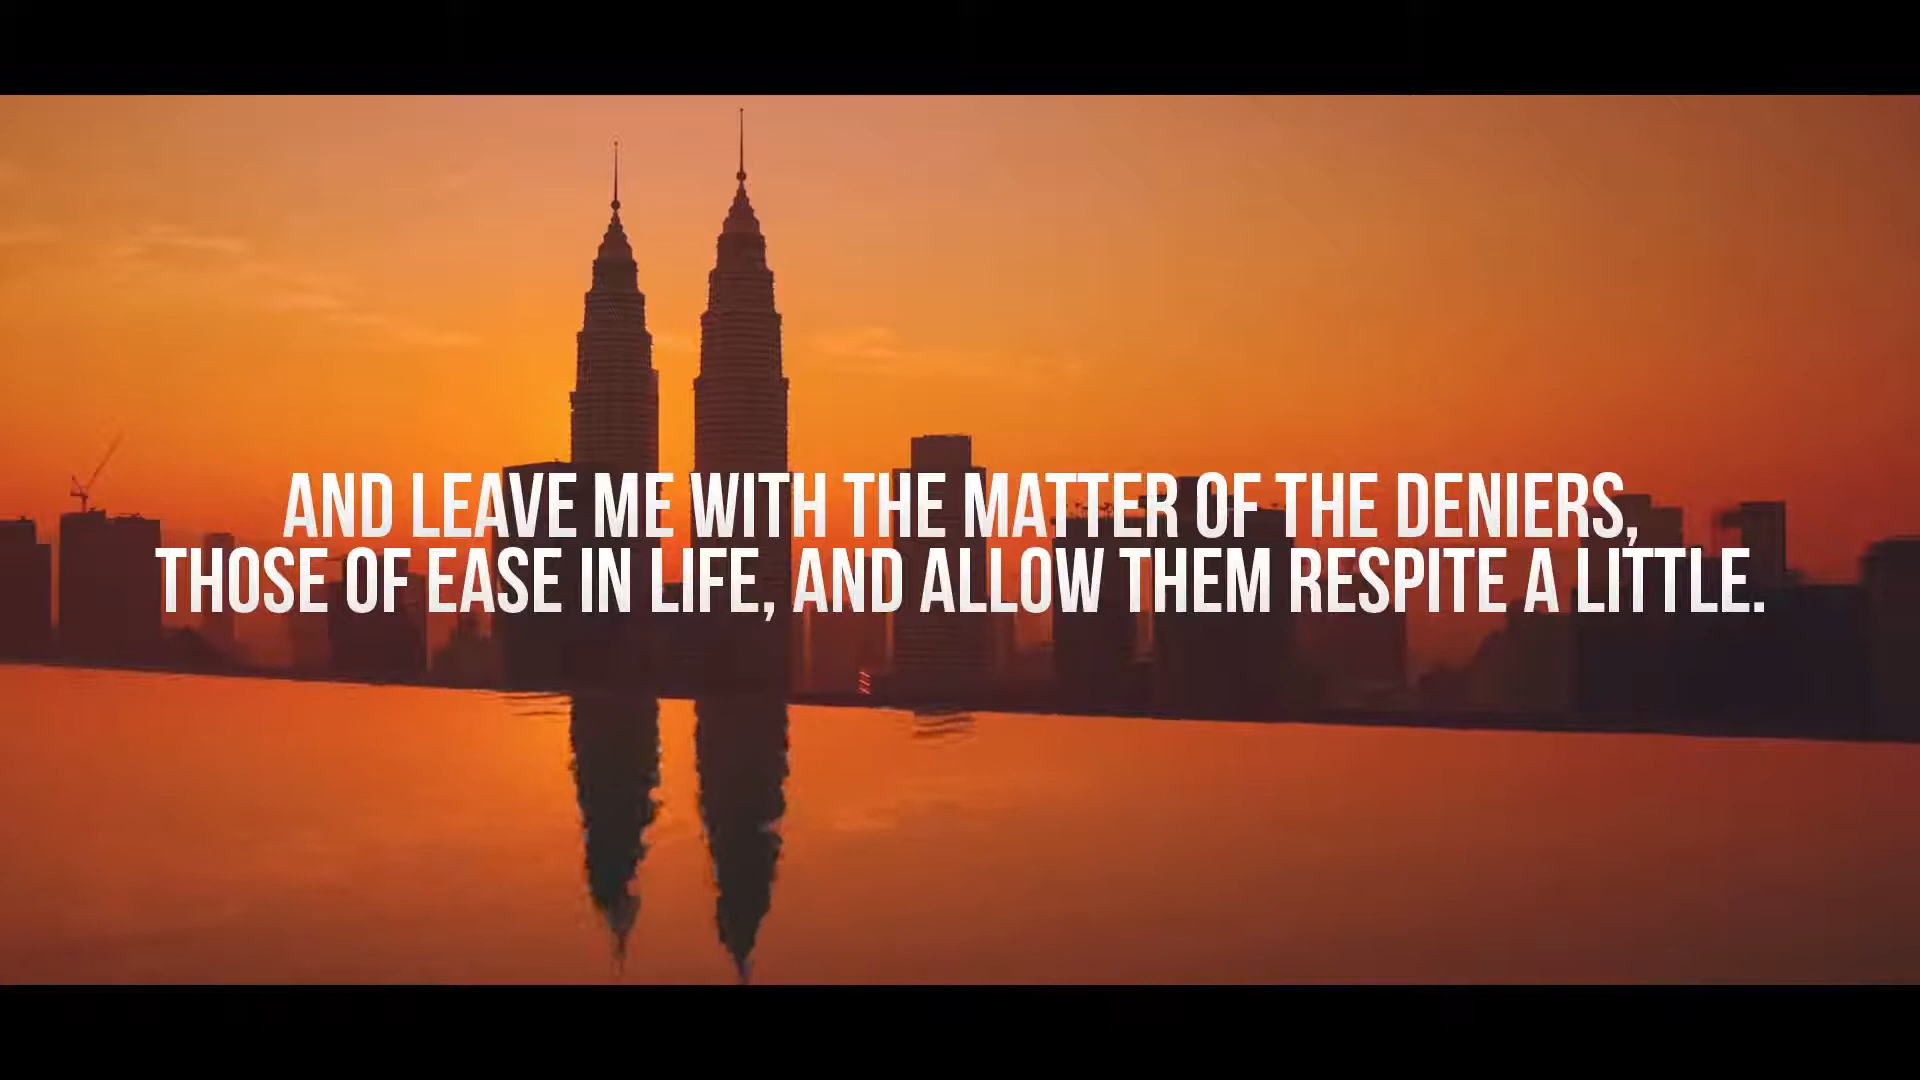 AND LEAVE ME WITH THE MATTER OF THE DENIERS,
THOSE OF EASE IN LIFE, AND ALLOW THEM RESPITE A LITTLE.